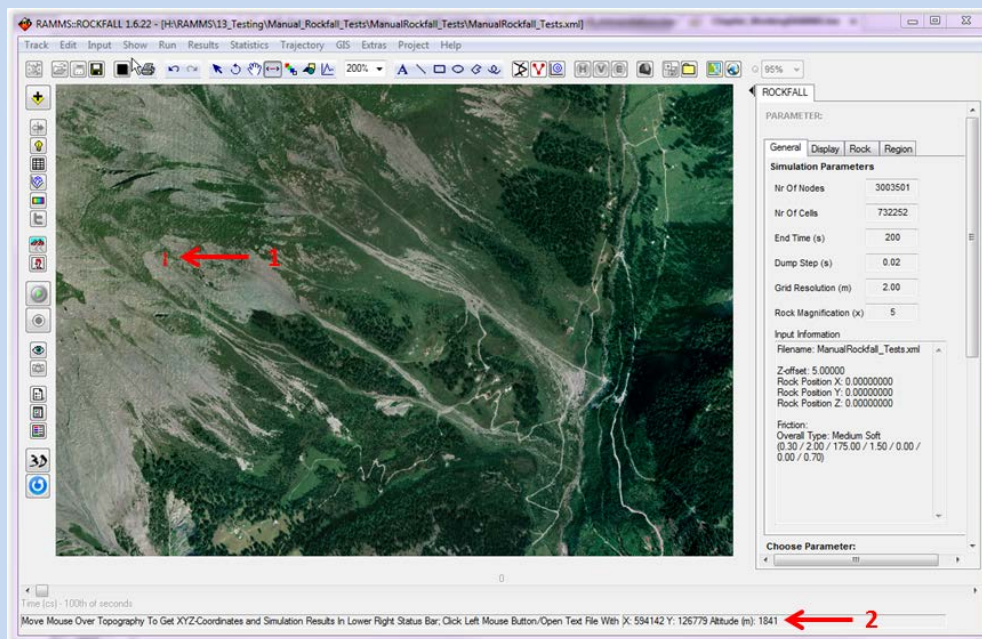 RAMMS::ROCKFALL 1.6.22 - [H:\RAMMS\13_Testing\Manual_Rockfall_Tests\ManualRockfall_Tests\ManualRockfall_Tests.xml]
Track Edit Input Show Run Results Statistics Trajectory GIS Extras Project Help
200% A H V E 95%
ROCKFALL
PARAMETER:
General Display Rock Region
Simulation Parameters
Nr Of Nodes 3003501
Nr Of Cells 732252
End Time (s) 200
Dump Step (s) 0.02
Grid Resolution (m) 2.00
Rock Magnification (x) 5
Input Information
Filename: ManualRockfall_Tests.xml
Z-offset: 5.00000
Rock Position X: 0.00000000
Rock Position Y: 0.00000000
Rock Position Z: 0.00000000
Friction:
Overall Type: Medium Soft
(0.30 / 2.00 / 175.00 / 1.50 / 0.00 /
0.00 / 0.70)
Choose Parameter:
1
0
Time (cs) - 100th of seconds
Move Mouse Over Topography To Get XYZ-Coordinates and Simulation Results In Lower Right Status Bar; Click Left Mouse Button/Open Text File With X: 594142 Y: 126779 Altitude (m): 1841
2